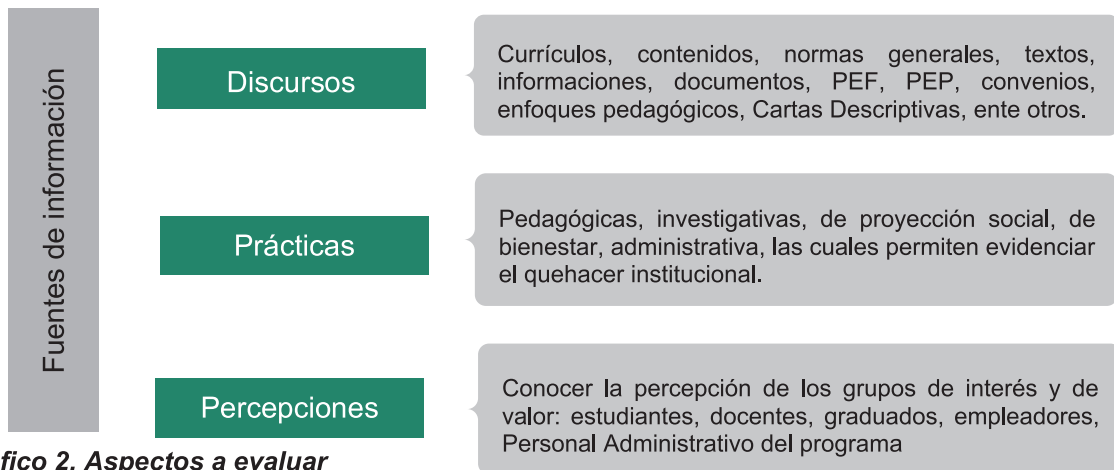 Fuentes de información
Discursos
Currículos, contenidos, normas generales, textos,
informaciones, documentos, PEF, PEP, convenios,
enfoques pedagógicos, Cartas Descriptivas, ente otros.
Prácticas
Pedagógicas, investigativas, de proyección social, de
bienestar, administrativa, las cuales permiten evidenciar
el quehacer institucional.
Percepciones
Conocer la percepción de los grupos de interés y de
valor: estudiantes, docentes, graduados, empleadores,
Personal Administrativo del programa
fico 2. Aspectos a evaluar